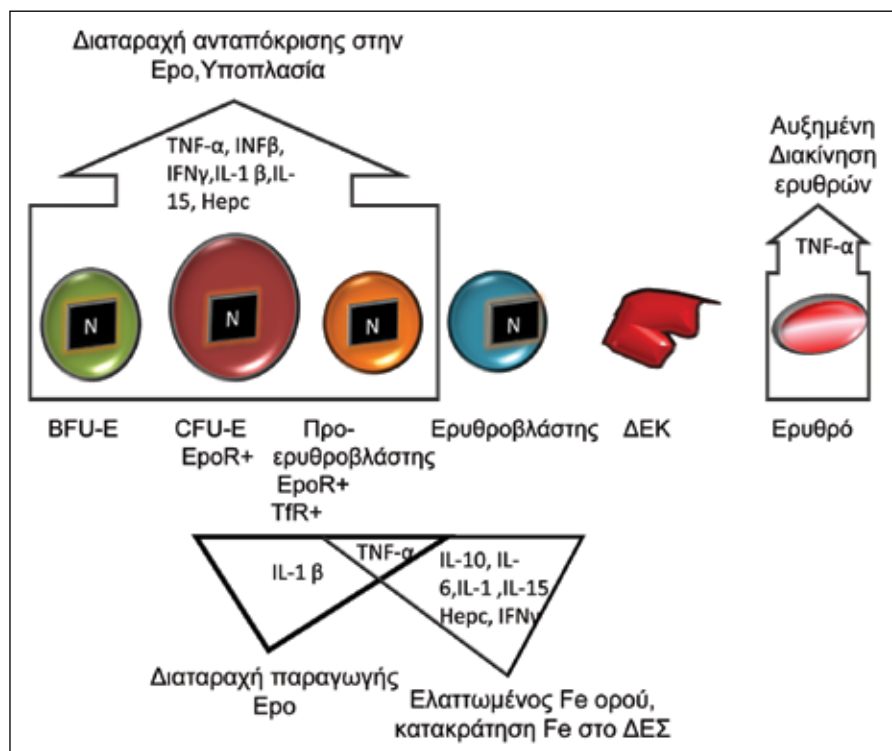 Διαταραχή ανταπόκρισης στην
Epo,Υποπλασία
TNF-α, INFβ,
IFNγ,IL-1 β,IL-
15, Hepc
Αυξημένη
Διακίνηση
ερυθρών
TNF-α
N
N
N
N
BFU-E
CFU-E
EpoR+
Προ-
ερυθροβλάστης
EpoR+
TfR+
Ερυθροβλάστης
ΔΕΚ
Ερυθρό
IL-1 β
TNF-α
IL-10, IL-
6,IL-1 ,IL-15,
Hepc, IFNγ
Διαταραχή παραγωγής
Epo
Ελαττωμένος Fe ορού,
κατακράτηση Fe στο ΔΕΣ